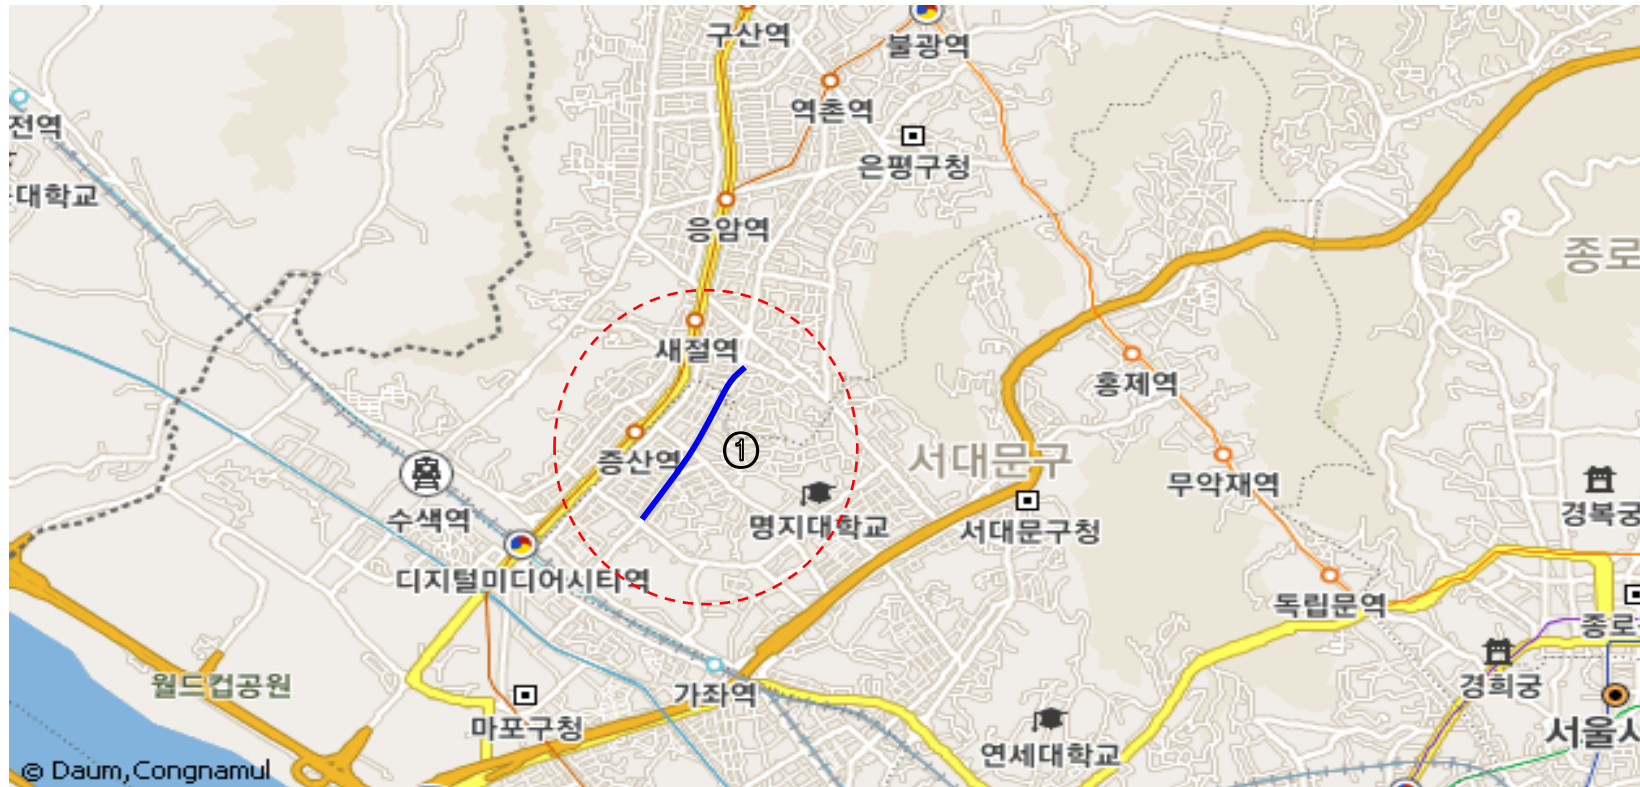 구산역
불광역
전역
역촌역
은평구청
대학교
응암역
종로
새절역
홍제역
서대문구
증산역
①
무악재역
경복궁
수색역
명지대학교
서대문구청
디지털미디어시티역
독립문역
종로
월드컵공원
가좌역
경희궁
마포구청
연세대학교
서울시
© Daum,Congnamul